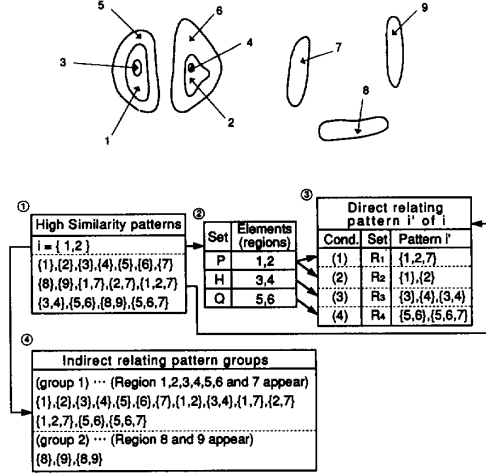 5
6
9
3
4
7
1
2
8
①
High Similarity patterns
i = { 1,2 }
{1},{2},{3},{4},{5},{6},{7}
{8},{9},{1,7},{2,7},{1,2,7}
{3,4},{5,6},{8,9},{5,6,7}
②
Set Elements (regions)
P 1,2
H 3,4
Q 5,6
③
Direct relating
pattern i' of i
Cond. Set Pattern i'
(1) R1 {1,2,7}
(2) R2 {1},{2}
(3) R3 {3},{4},{3,4}
(4) R4 {5,6},{5,6,7}
④
Indirect relating pattern groups
(group 1) ··· (Region 1,2,3,4,5,6 and 7 appear)
{1},{2},{3},{4},{5},{6},{7},{1,2},{3,4},{1,7},{2,7}
{1,2,7},{5,6},{5,6,7}
(group 2) ··· (Region 8 and 9 appear)
{8},{9},{8,9}